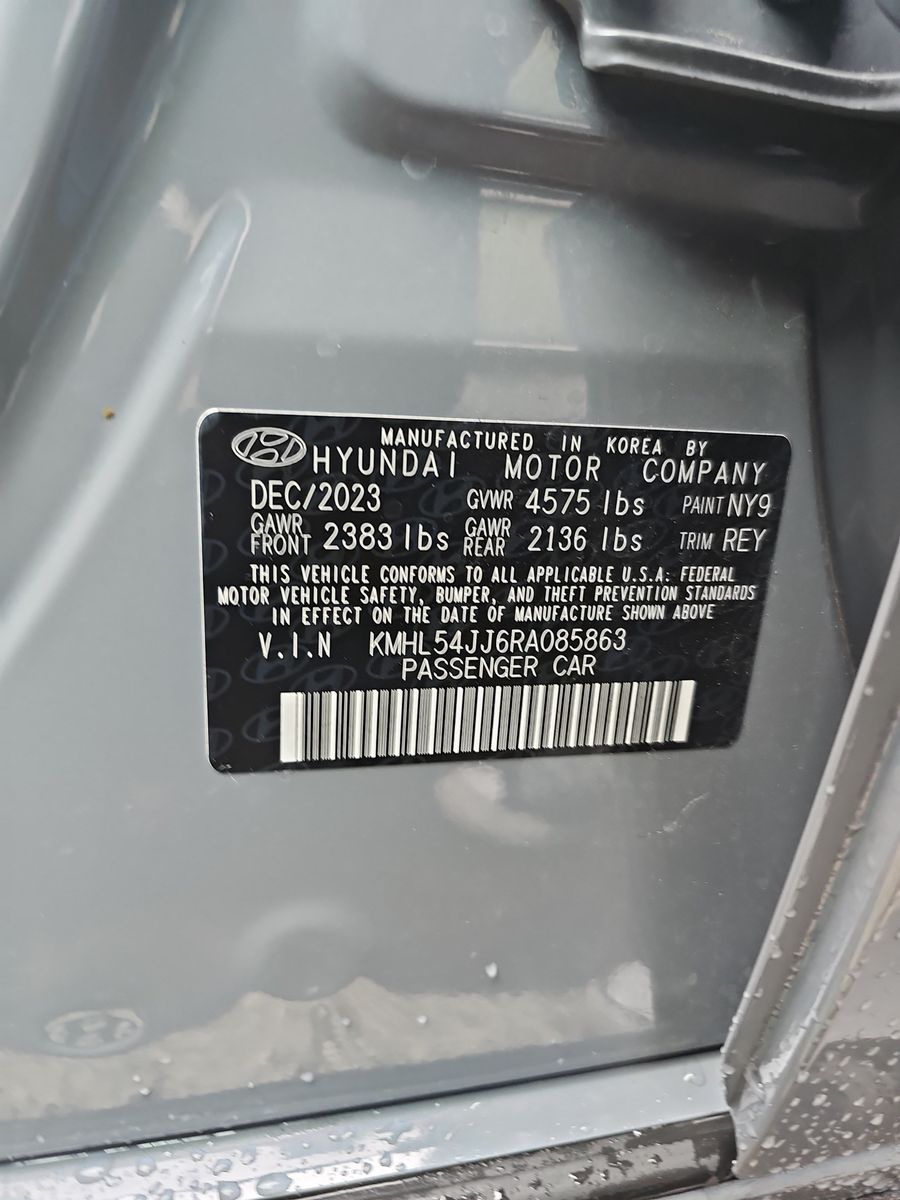 MANUFACTURED IN KOREA BY
HYUNDAI MOTOR COMPANY
DEC/2023 GVWR 4575 lbs PAINT NY9
GAWR FRONT 2383 lbs GAWR REAR 2136 lbs TRIM REY
THIS VEHICLE CONFORMS TO ALL APPLICABLE U.S.A. FEDERAL
MOTOR VEHICLE SAFETY, BUMPER, AND THEFT PREVENTION STANDARDS
IN EFFECT ON THE DATE OF MANUFACTURE SHOWN ABOVE
V.I.N KMHL54JJ6RA085863
PASSENGER CAR